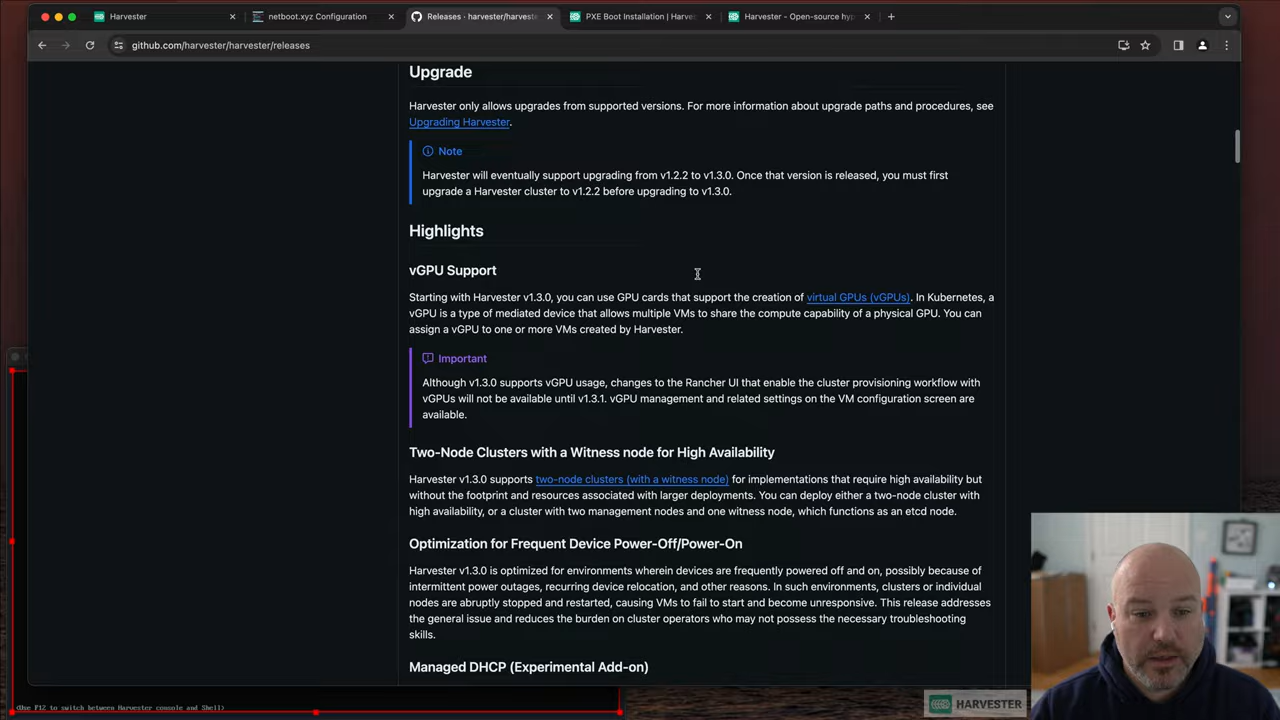 Harvester
netboot.xyz Configuration
Releases · harvester/harveste
PXE Boot Installation | Harve
Harvester - Open-source hyp
github.com/harvester/harvester/releases
Upgrade
Harvester only allows upgrades from supported versions. For more information about upgrade paths and procedures, see
Upgrading Harvester.
Note
Harvester will eventually support upgrading from v1.2.2 to v1.3.0. Once that version is released, you must first
upgrade a Harvester cluster to v1.2.2 before upgrading to v1.3.0.
Highlights
vGPU Support
Starting with Harvester v1.3.0, you can use GPU cards that support the creation of virtual GPUs (vGPUs). In Kubernetes, a
vGPU is a type of mediated device that allows multiple VMs to share the compute capability of a physical GPU. You can
assign a vGPU to one or more VMs created by Harvester.
Important
Although v1.3.0 supports vGPU usage, changes to the Rancher UI that enable the cluster provisioning workflow with
vGPUs will not be available until v1.3.1. vGPU management and related settings on the VM configuration screen are
available.
Two-Node Clusters with a Witness node for High Availability
Harvester v1.3.0 supports two-node clusters (with a witness node) for implementations that require high availability but
without the footprint and resources associated with larger deployments. You can deploy either a two-node cluster with
high availability, or a cluster with two management nodes and one witness node, which functions as an etcd node.
Optimization for Frequent Device Power-Off/Power-On
Harvester v1.3.0 is optimized for environments wherein devices are frequently powered off and on, possibly because of
intermittent power outages, recurring device relocation, and other reasons. In such environments, clusters or individual
nodes are abruptly stopped and restarted, causing VMs to fail to start and become unresponsive. This release addresses
the general issue and reduces the burden on cluster operators who may not possess the necessary troubleshooting
skills.
Managed DHCP (Experimental Add-on)
(Use F12 to switch between Harvester console and Shell)
HARVESTER